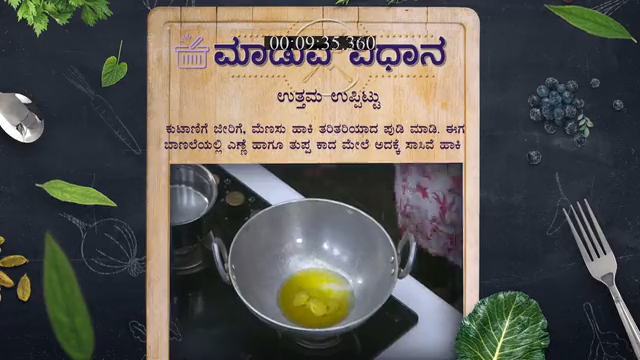 00:09:35.360
ಮಾಡುವ ವಿಧಾನ
ಉತ್ತಮ ಉಪ್ಪಿಟ್ಟು
ಕುಟಾಣಿಗೆ ಜೀರಿಗೆ, ಮೆಣಸು ಹಾಕಿ ತರಿತರಿಯಾದ ಪುಡಿ ಮಾಡಿ. ಈಗ
ಬಾಣಲೆಯಲ್ಲಿ ಎಣ್ಣೆ ಹಾಗೂ ತುಪ್ಪ ಕಾದ ಮೇಲೆ ಅದಕ್ಕೆ ಸಾಸಿವೆ ಹಾಕಿ